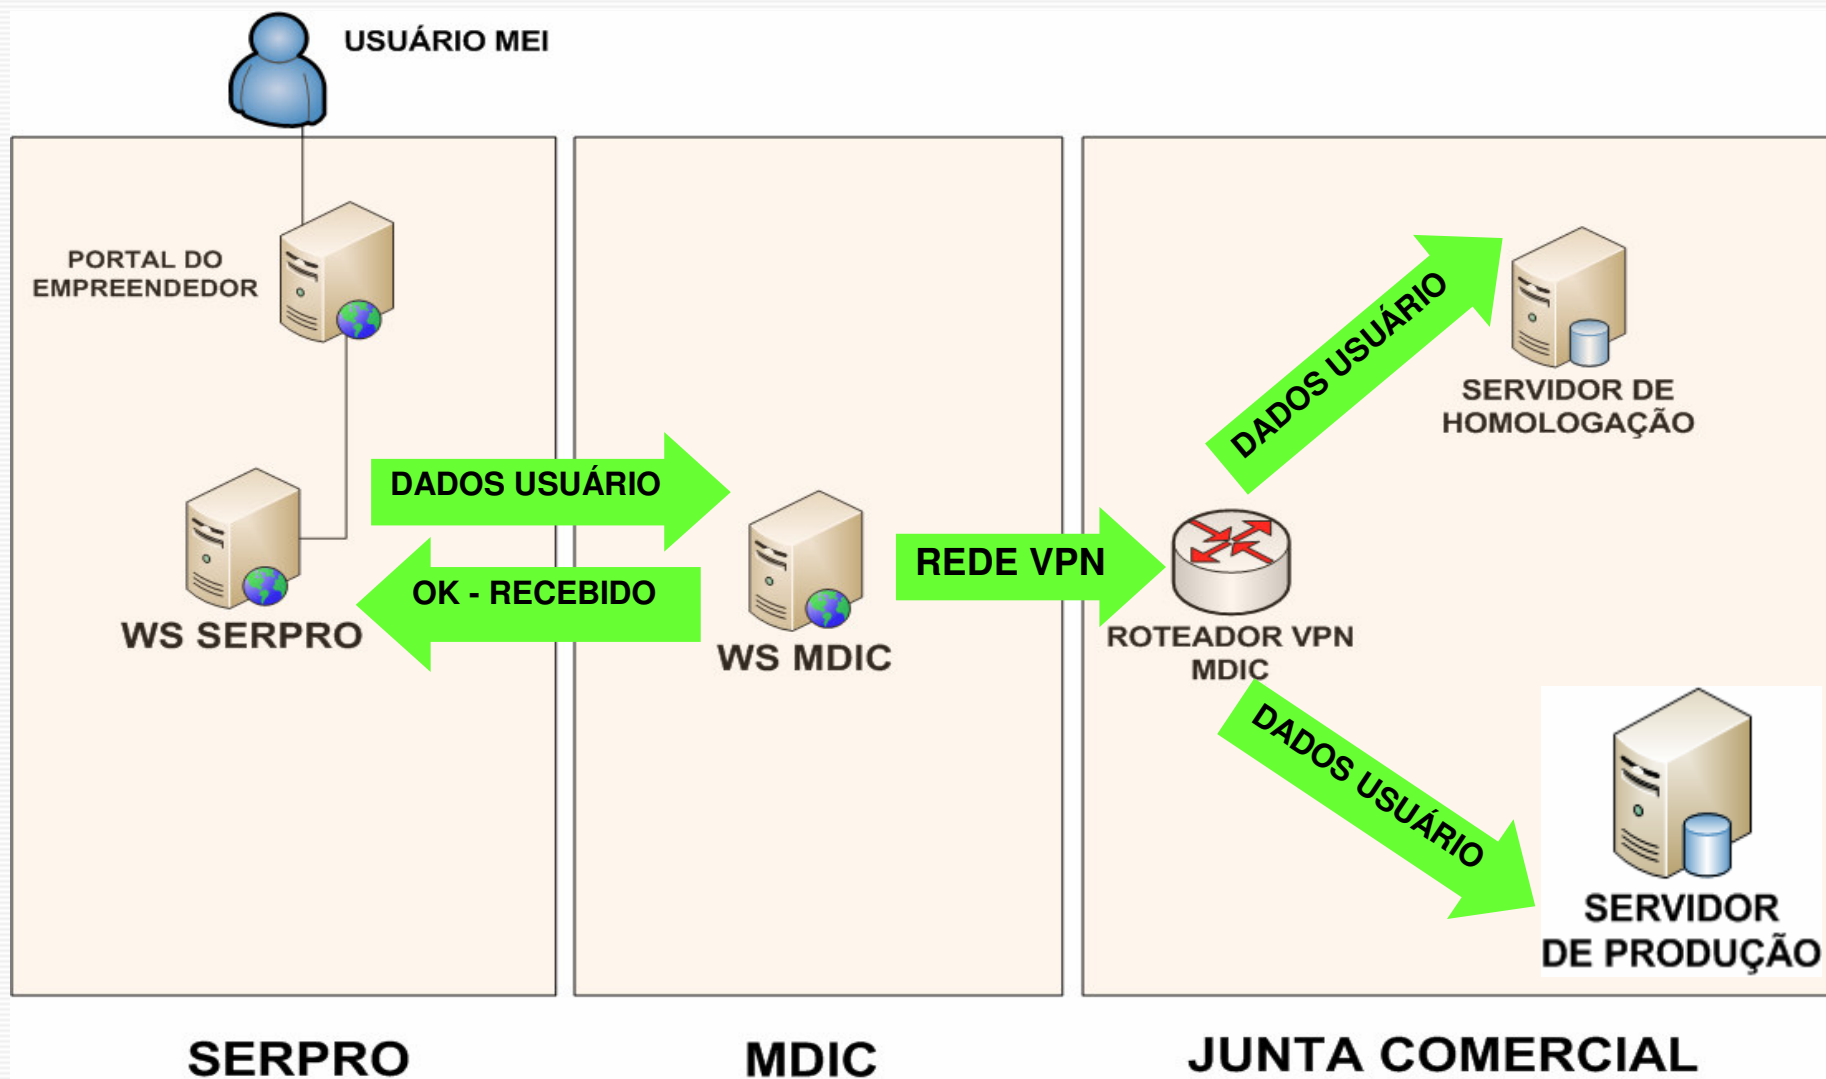 USUÁRIO MEI
PORTAL DO
EMPREENDEDOR
WS SERPRO
DADOS USUÁRIO
OK - RECEBIDO
WS MDIC
REDE VPN
ROTEADOR VPN
MDIC
DADOS USUÁRIO
SERVIDOR DE
HOMOLOGAÇÃO
DADOS USUÁRIO
SERVIDOR
DE PRODUÇÃO
SERPRO
MDIC
JUNTA COMERCIAL